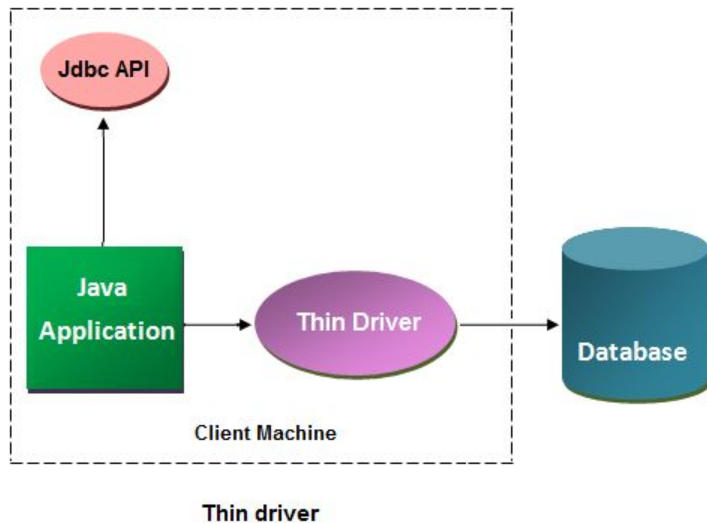 Jdbc API
Java
Application
Thin Driver
Database
Client Machine
Thin driver